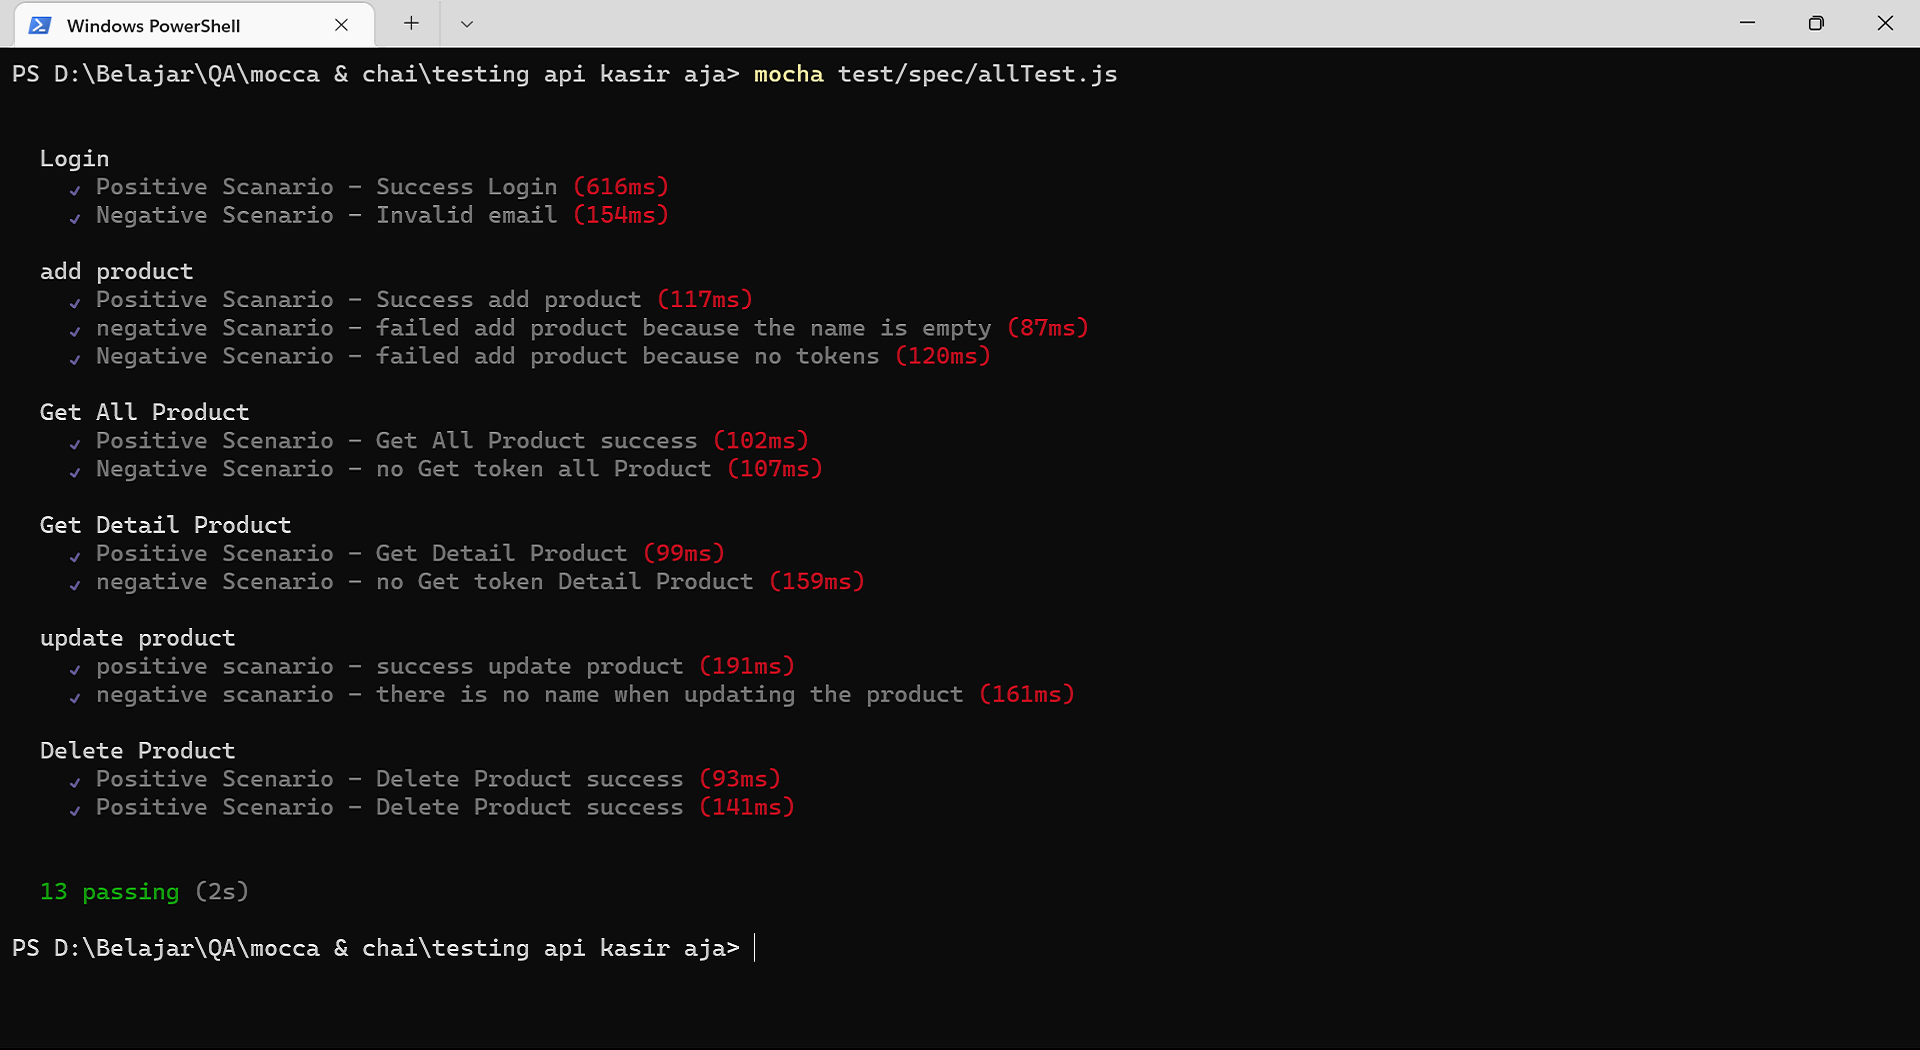 Windows PowerShell
PS D:\Belajar\QA\mocca & chai\testing api kasir aja> mocha test/spec/allTest.js
Login
✓ Positive Scanario - Success Login (616ms)
✓ Negative Scenario - Invalid email (154ms)
add product
✓ Positive Scanario - Success add product (117ms)
✓ negative Scanario - failed add product because the name is empty (87ms)
✓ Negative Scenario - failed add product because no tokens (120ms)
Get All Product
✓ Positive Scenario - Get All Product success (102ms)
✓ Negative Scenario - no Get token all Product (107ms)
Get Detail Product
✓ Positive Scenario - Get Detail Product (99ms)
✓ negative Scenario - no Get token Detail Product (159ms)
update product
✓ positive scanario - success update product (191ms)
✓ negative scanario - there is no name when updating the product (161ms)
Delete Product
✓ Positive Scenario - Delete Product success (93ms)
✓ Positive Scenario - Delete Product success (141ms)
13 passing (2s)
PS D:\Belajar\QA\mocca & chai\testing api kasir aja>